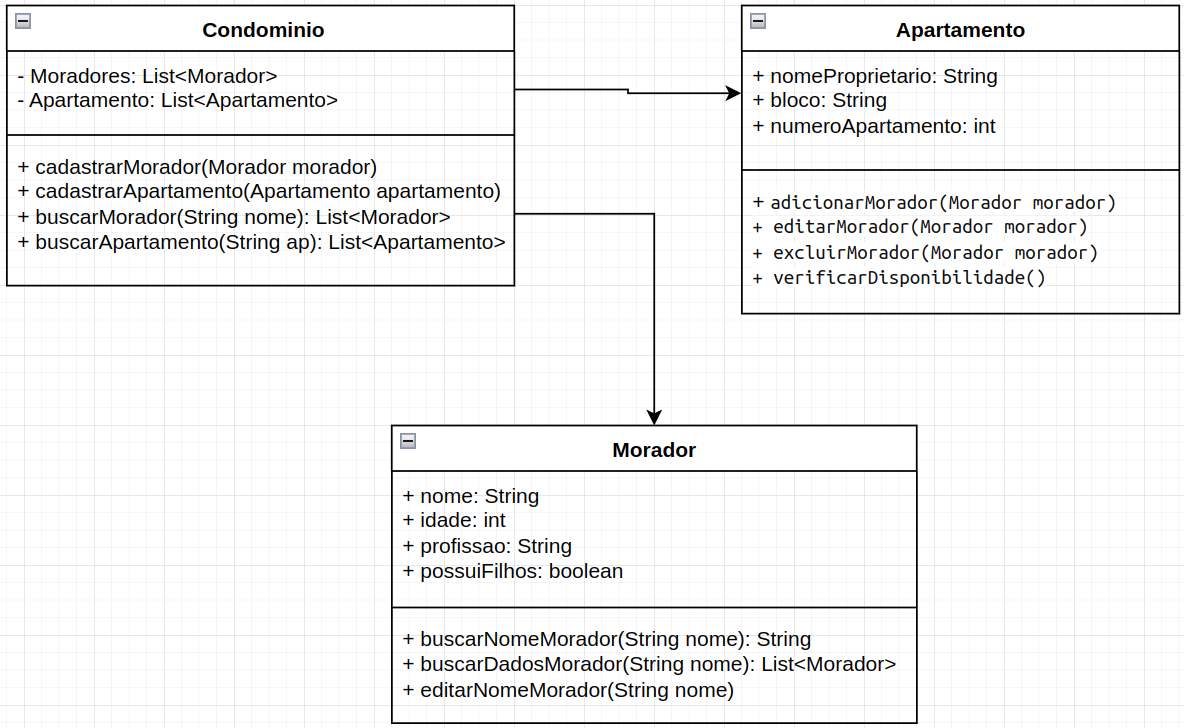 Condominio
- Moradores: List<Morador>
- Apartamento: List<Apartamento>
+ cadastrarMorador(Morador morador)
+ cadastrarApartamento(Apartamento apartamento)
+ buscarMorador(String nome): List<Morador>
+ buscarApartamento(String ap): List<Apartamento>
Apartamento
+ nomeProprietario: String
+ bloco: String
+ numeroApartamento: int
+ adicionarMorador(Morador morador)
+ editarMorador(Morador morador)
+ excluirMorador(Morador morador)
+ verificarDisponibilidade()
Morador
+ nome: String
+ idade: int
+ profissao: String
+ possuiFilhos: boolean
+ buscarNomeMorador(String nome): String
+ buscarDadosMorador(String nome): List<Morador>
+ editarNomeMorador(String nome)